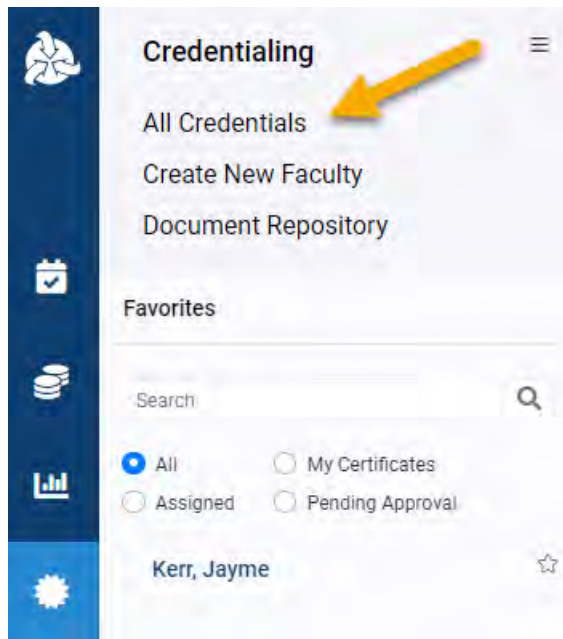 Credentialing
All Credentials
Create New Faculty
Document Repository
Favorites
Search
All My Certificates
Assigned Pending Approval
Kerr, Jayme